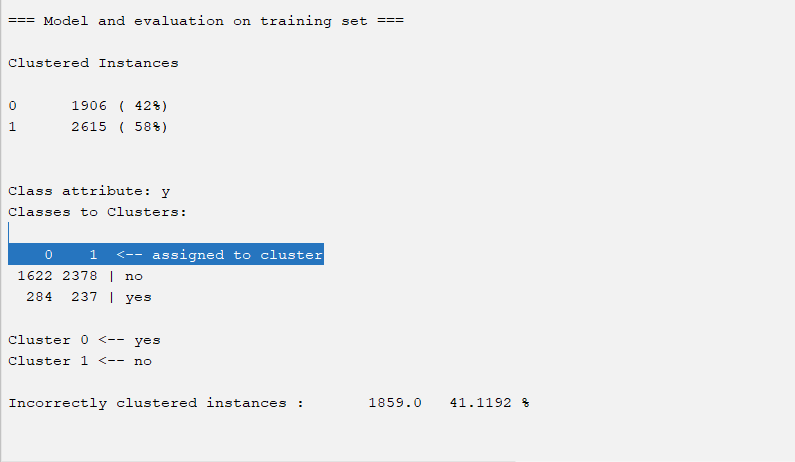 === Model and evaluation on training set ===
Clustered Instances
0      1906 ( 42%)
1      2615 ( 58%)
Class attribute: y
Classes to Clusters:
    0    1  <-- assigned to cluster
 1622 2378 | no
  284  237 | yes
Cluster 0 <-- yes
Cluster 1 <-- no
Incorrectly clustered instances :       1859.0   41.1192 %